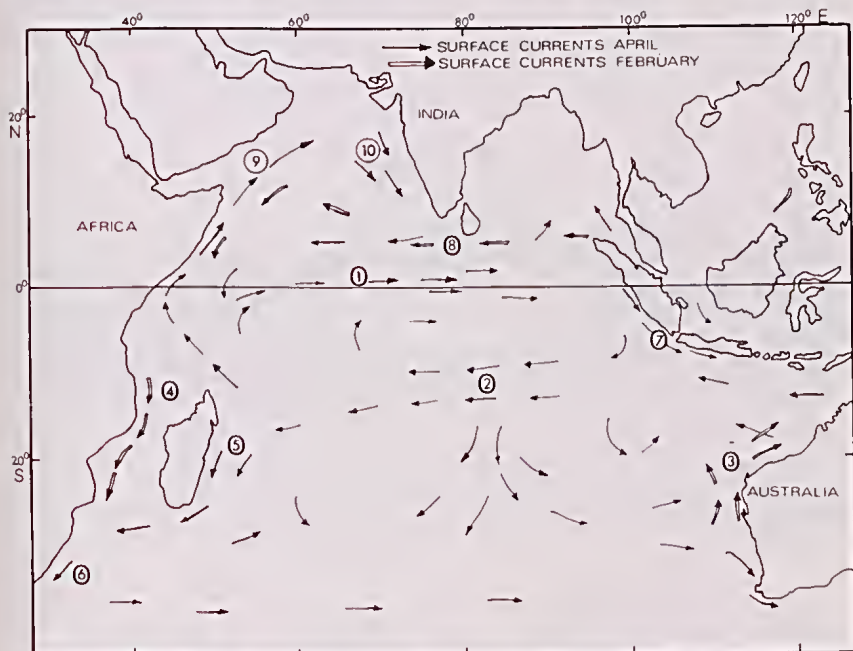 40° 60° 80° 100° 120° E
SURFACE CURRENTS APRIL
SURFACE CURRENTS FEBRUARY
20°
N
INDIA
9
10
AFRICA
8
1
0°
7
4
2
5
3
20°
S
AUSTRALIA
6